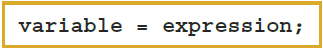 variable = expression;